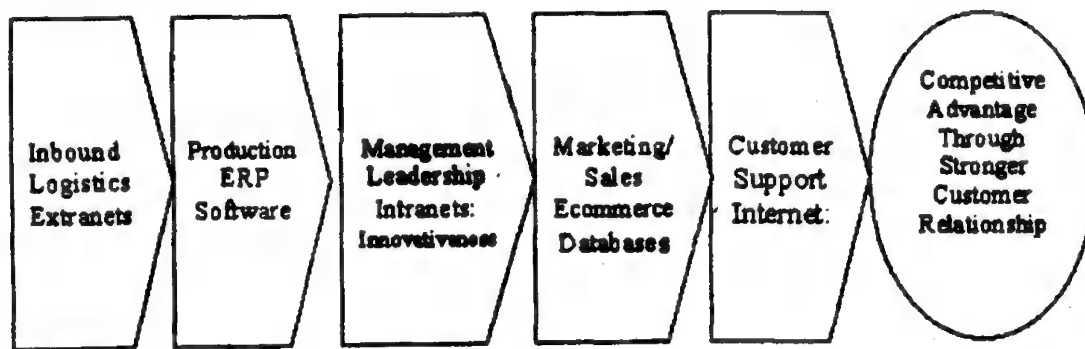 Inbound
Logistics
Extranets
Production
ERP
Software
Management
Leadership
Intranets:
Innovativeness
Marketing/
Sales
Ecommerce
Databases
Customer
Support
Internet:
Competitive
Advantage
Through
Stronger
Customer
Relationship